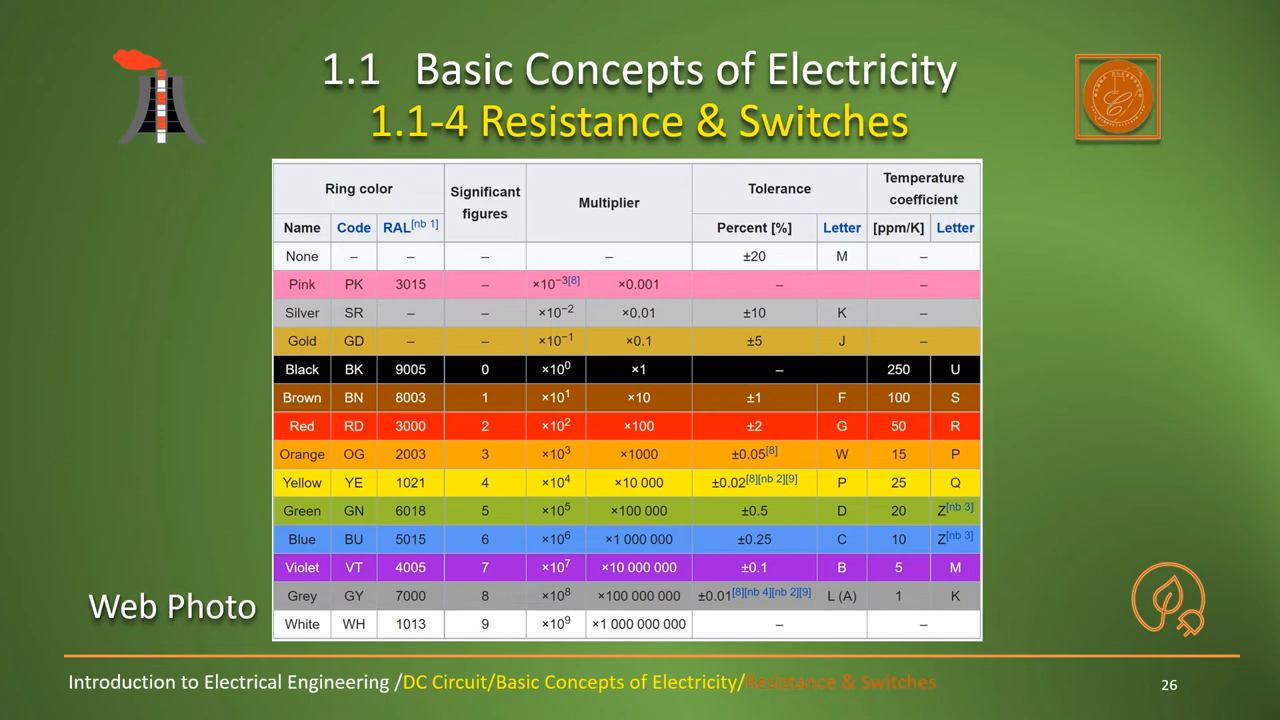 1.1 Basic Concepts of Electricity
1.1-4 Resistance & Switches
Ring color Significant figures Multiplier Tolerance Temperature coefficient
Name Code RAL[nb 1] Percent [%] Letter [ppm/K] Letter
None – – – – ±20 M –
Pink PK 3015 – ×10−3[8] ×0.001 – –
Silver SR – – ×10−2 ×0.01 ±10 K –
Gold GD – – ×10−1 ×0.1 ±5 J –
Black BK 9005 0 ×100 ×1 – 250 U
Brown BN 8003 1 ×101 ×10 ±1 F 100 S
Red RD 3000 2 ×102 ×100 ±2 G 50 R
Orange OG 2003 3 ×103 ×1000 ±0.05[8] W 15 P
Yellow YE 1021 4 ×104 ×10 000 ±0.02[8][nb 2][9] P 25 Q
Green GN 6018 5 ×105 ×100 000 ±0.5 D 20 Z[nb 3]
Blue BU 5015 6 ×106 ×1 000 000 ±0.25 C 10 Z[nb 3]
Violet VT 4005 7 ×107 ×10 000 000 ±0.1 B 5 M
Grey GY 7000 8 ×108 ×100 000 000 ±0.01[8][nb 4][nb 2][9] L (A) 1 K
White WH 1013 9 ×109 ×1 000 000 000 – –
Web Photo
Introduction to Electrical Engineering /DC Circuit/Basic Concepts of Electricity/Resistance & Switches
26